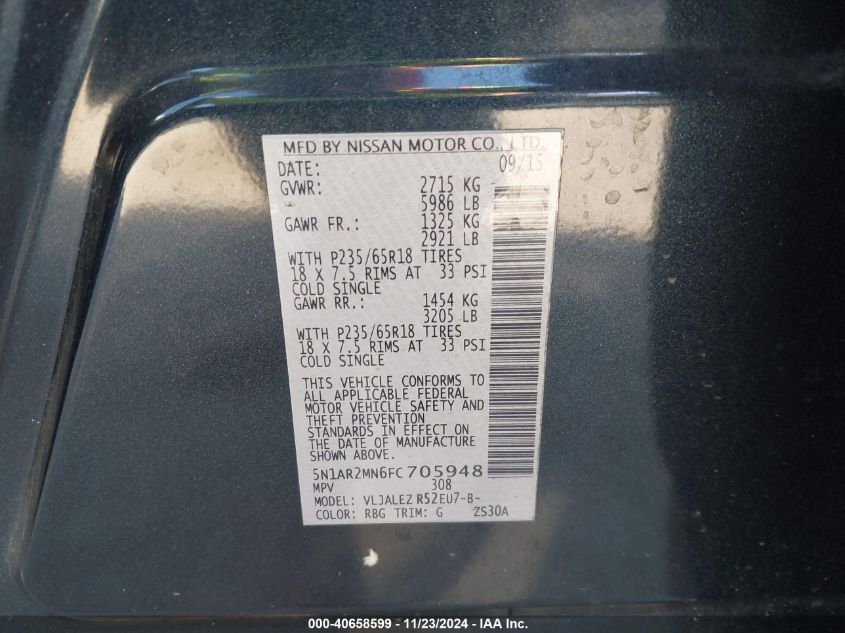 MFD BY NISSAN MOTOR CO., LTD.
DATE: 09/15
GVWR: 2715 KG
5986 LB
GAWR FR.: 1325 KG
2921 LB
WITH P235/65R18 TIRES
18 X 7.5 RIMS AT 33 PSI
COLD SINGLE
GAWR RR.: 1454 KG
3205 LB
WITH P235/65R18 TIRES
18 X 7.5 RIMS AT 33 PSI
COLD SINGLE
THIS VEHICLE CONFORMS TO
ALL APPLICABLE FEDERAL
MOTOR VEHICLE SAFETY AND
THEFT PREVENTION
STANDARDS IN EFFECT ON
THE DATE OF MANUFACTURE
SHOWN ABOVE.
5N1AR2MN6FC705948
MPV 308
MODEL: VLJALEZ R52EU7-B-
COLOR: RBG TRIM: G ZS30A
000-40658599 - 11/23/2024 - IAA Inc.